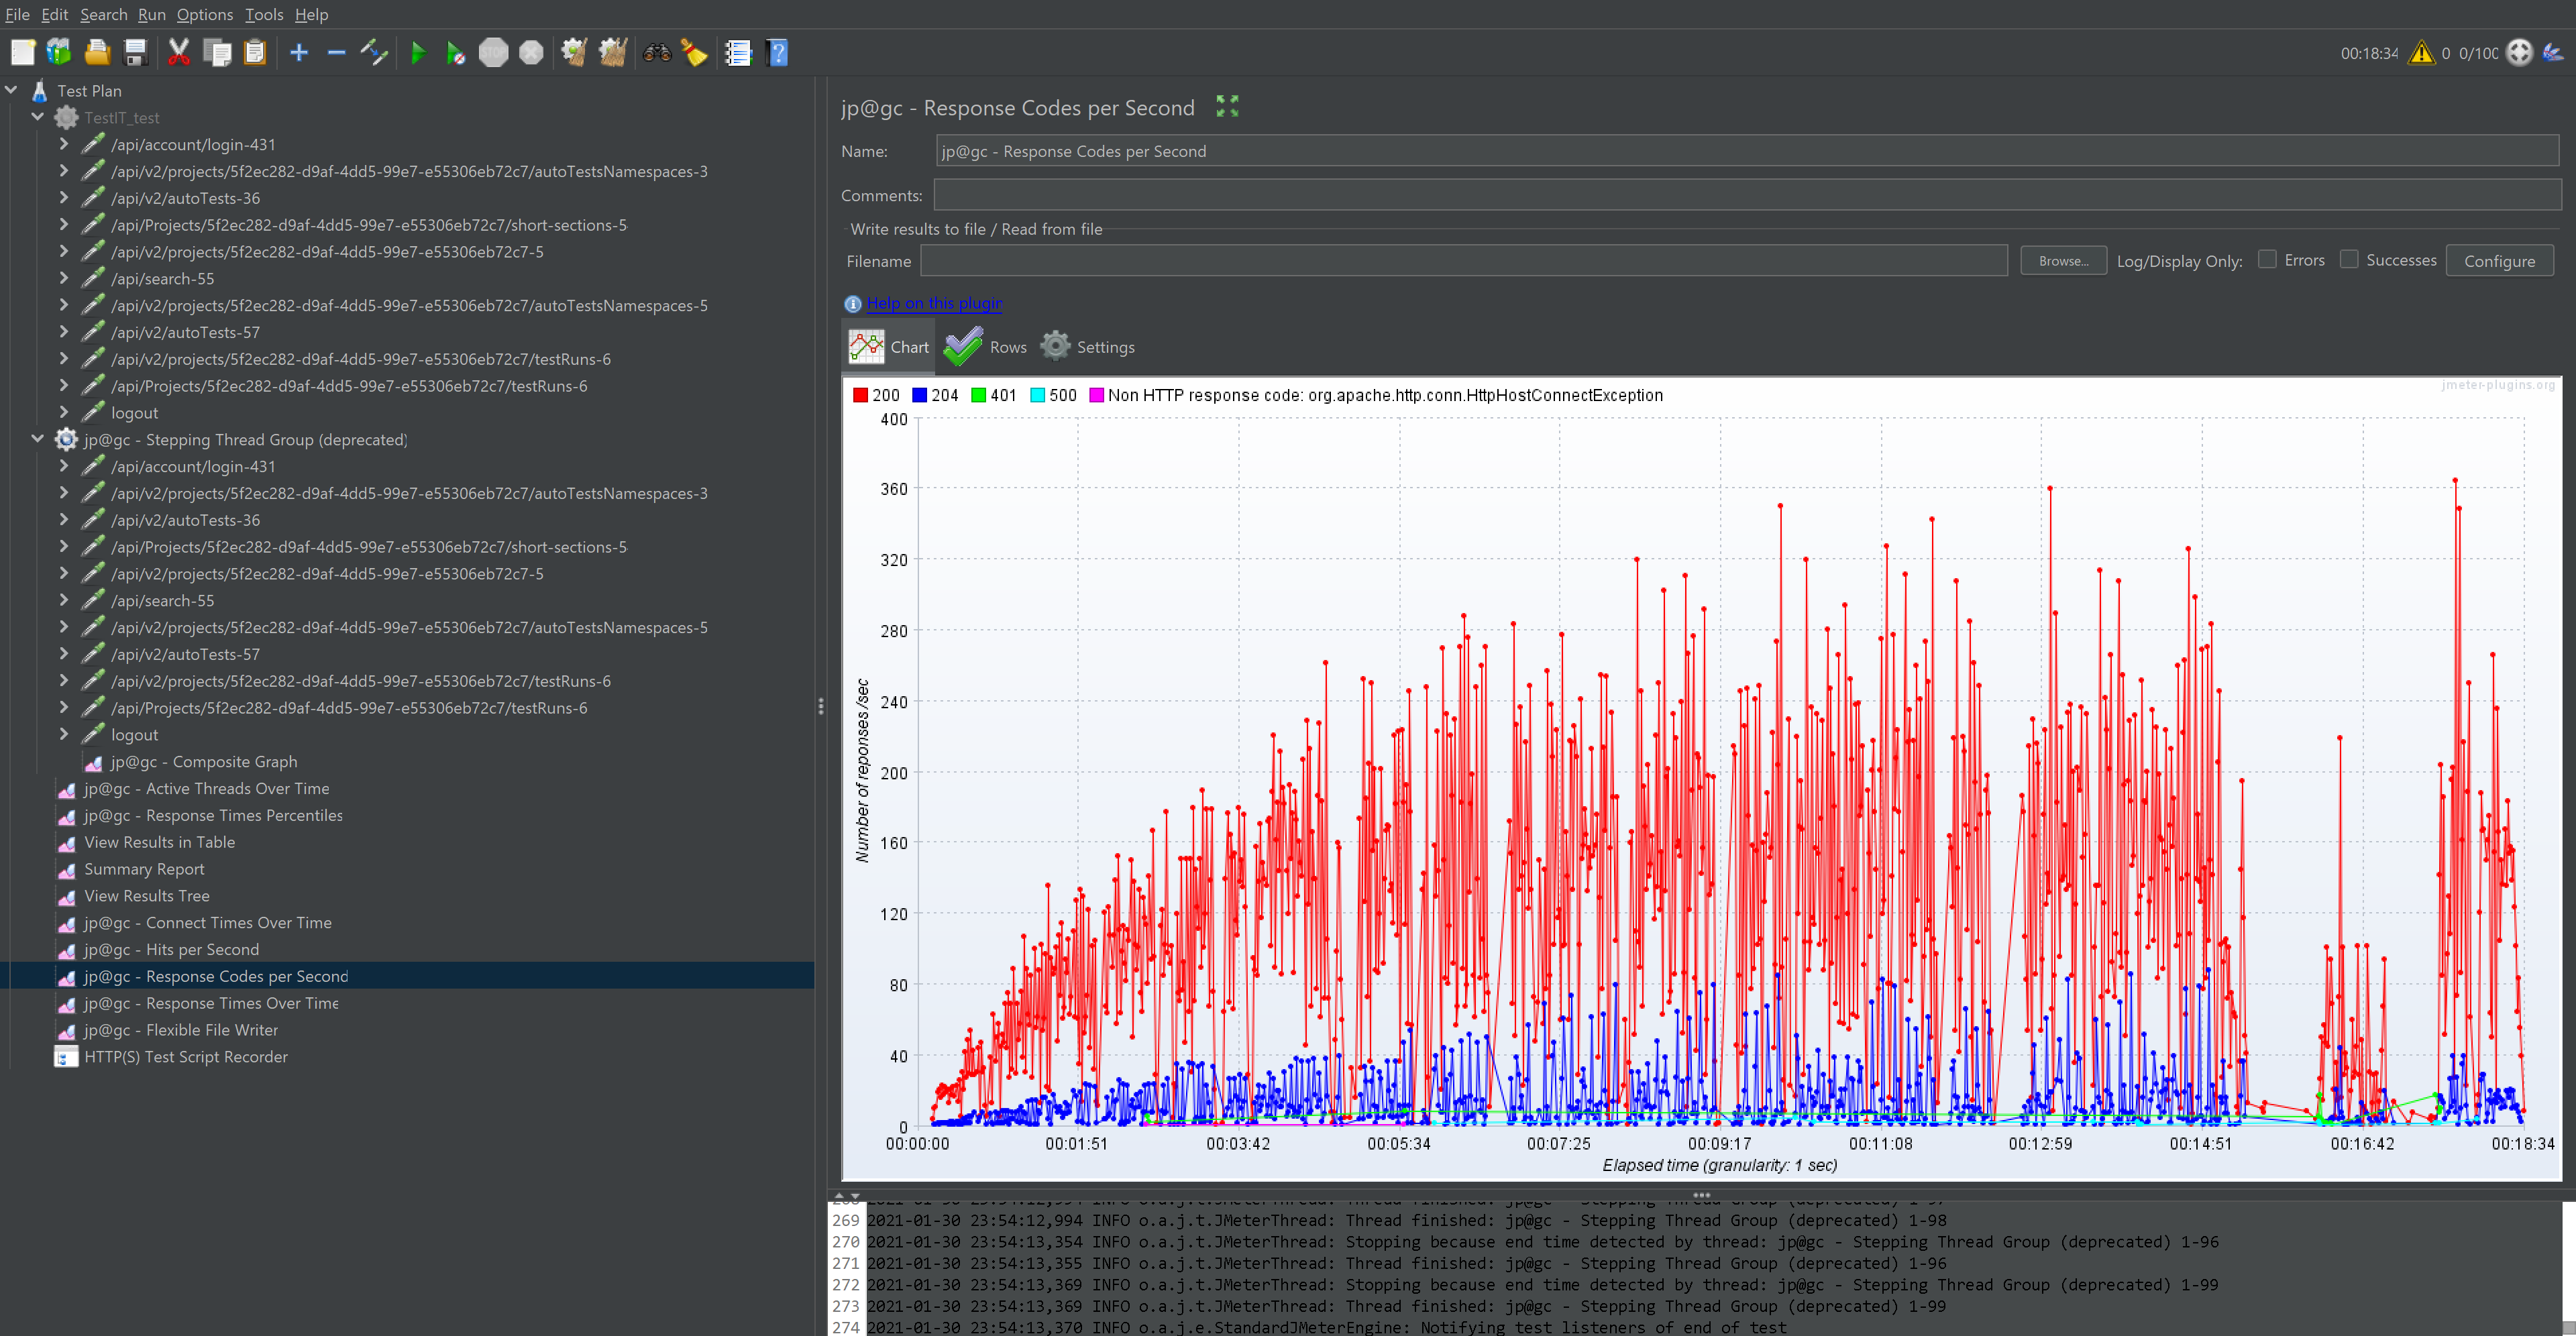 File Edit Search Run Options Tools Help
00:18:34 0 0/100
Test Plan
TestIT_test
/api/account/login-431
/api/v2/projects/5f2ec282-d9af-4dd5-99e7-e55306eb72c7/autoTestsNamespaces-3
/api/v2/autoTests-36
/api/Projects/5f2ec282-d9af-4dd5-99e7-e55306eb72c7/short-sections-5
/api/v2/projects/5f2ec282-d9af-4dd5-99e7-e55306eb72c7-5
/api/search-55
/api/v2/projects/5f2ec282-d9af-4dd5-99e7-e55306eb72c7/autoTestsNamespaces-5
/api/v2/autoTests-57
/api/v2/projects/5f2ec282-d9af-4dd5-99e7-e55306eb72c7/testRuns-6
/api/Projects/5f2ec282-d9af-4dd5-99e7-e55306eb72c7/testRuns-6
logout
jp@gc - Stepping Thread Group (deprecated)
/api/account/login-431
/api/v2/projects/5f2ec282-d9af-4dd5-99e7-e55306eb72c7/autoTestsNamespaces-3
/api/v2/autoTests-36
/api/Projects/5f2ec282-d9af-4dd5-99e7-e55306eb72c7/short-sections-5
/api/v2/projects/5f2ec282-d9af-4dd5-99e7-e55306eb72c7-5
/api/search-55
/api/v2/projects/5f2ec282-d9af-4dd5-99e7-e55306eb72c7/autoTestsNamespaces-5
/api/v2/autoTests-57
/api/v2/projects/5f2ec282-d9af-4dd5-99e7-e55306eb72c7/testRuns-6
/api/Projects/5f2ec282-d9af-4dd5-99e7-e55306eb72c7/testRuns-6
logout
jp@gc - Composite Graph
jp@gc - Active Threads Over Time
jp@gc - Response Times Percentiles
View Results in Table
Summary Report
View Results Tree
jp@gc - Connect Times Over Time
jp@gc - Hits per Second
jp@gc - Response Codes per Second
jp@gc - Response Times Over Time
jp@gc - Flexible File Writer
HTTP(S) Test Script Recorder
jp@gc - Response Codes per Second
Name: jp@gc - Response Codes per Second
Comments:
Write results to file / Read from file
Filename Browse... Log/Display Only: Errors Successes Configure
Help on this plugin
Chart Rows Settings
jmeter-plugins.org
200 204 401 500 Non HTTP response code: org.apache.http.conn.HttpHostConnectException
400
360
320
280
240
200
160
120
80
40
0
Number of reponses /sec
00:00:00 00:01:51 00:03:42 00:05:34 00:07:25 00:09:17 00:11:08 00:12:59 00:14:51 00:16:42 00:18:34
Elapsed time (granularity: 1 sec)
269 2021-01-30 23:54:12,994 INFO o.a.j.t.JMeterThread: Thread finished: jp@gc - Stepping Thread Group (deprecated) 1-98
270 2021-01-30 23:54:13,354 INFO o.a.j.t.JMeterThread: Stopping because end time detected by thread: jp@gc - Stepping Thread Group (deprecated) 1-96
271 2021-01-30 23:54:13,355 INFO o.a.j.t.JMeterThread: Thread finished: jp@gc - Stepping Thread Group (deprecated) 1-96
272 2021-01-30 23:54:13,369 INFO o.a.j.t.JMeterThread: Stopping because end time detected by thread: jp@gc - Stepping Thread Group (deprecated) 1-99
273 2021-01-30 23:54:13,369 INFO o.a.j.t.JMeterThread: Thread finished: jp@gc - Stepping Thread Group (deprecated) 1-99
274 2021-01-30 23:54:13,370 INFO o.a.j.e.StandardJMeterEngine: Notifying test listeners of end of test